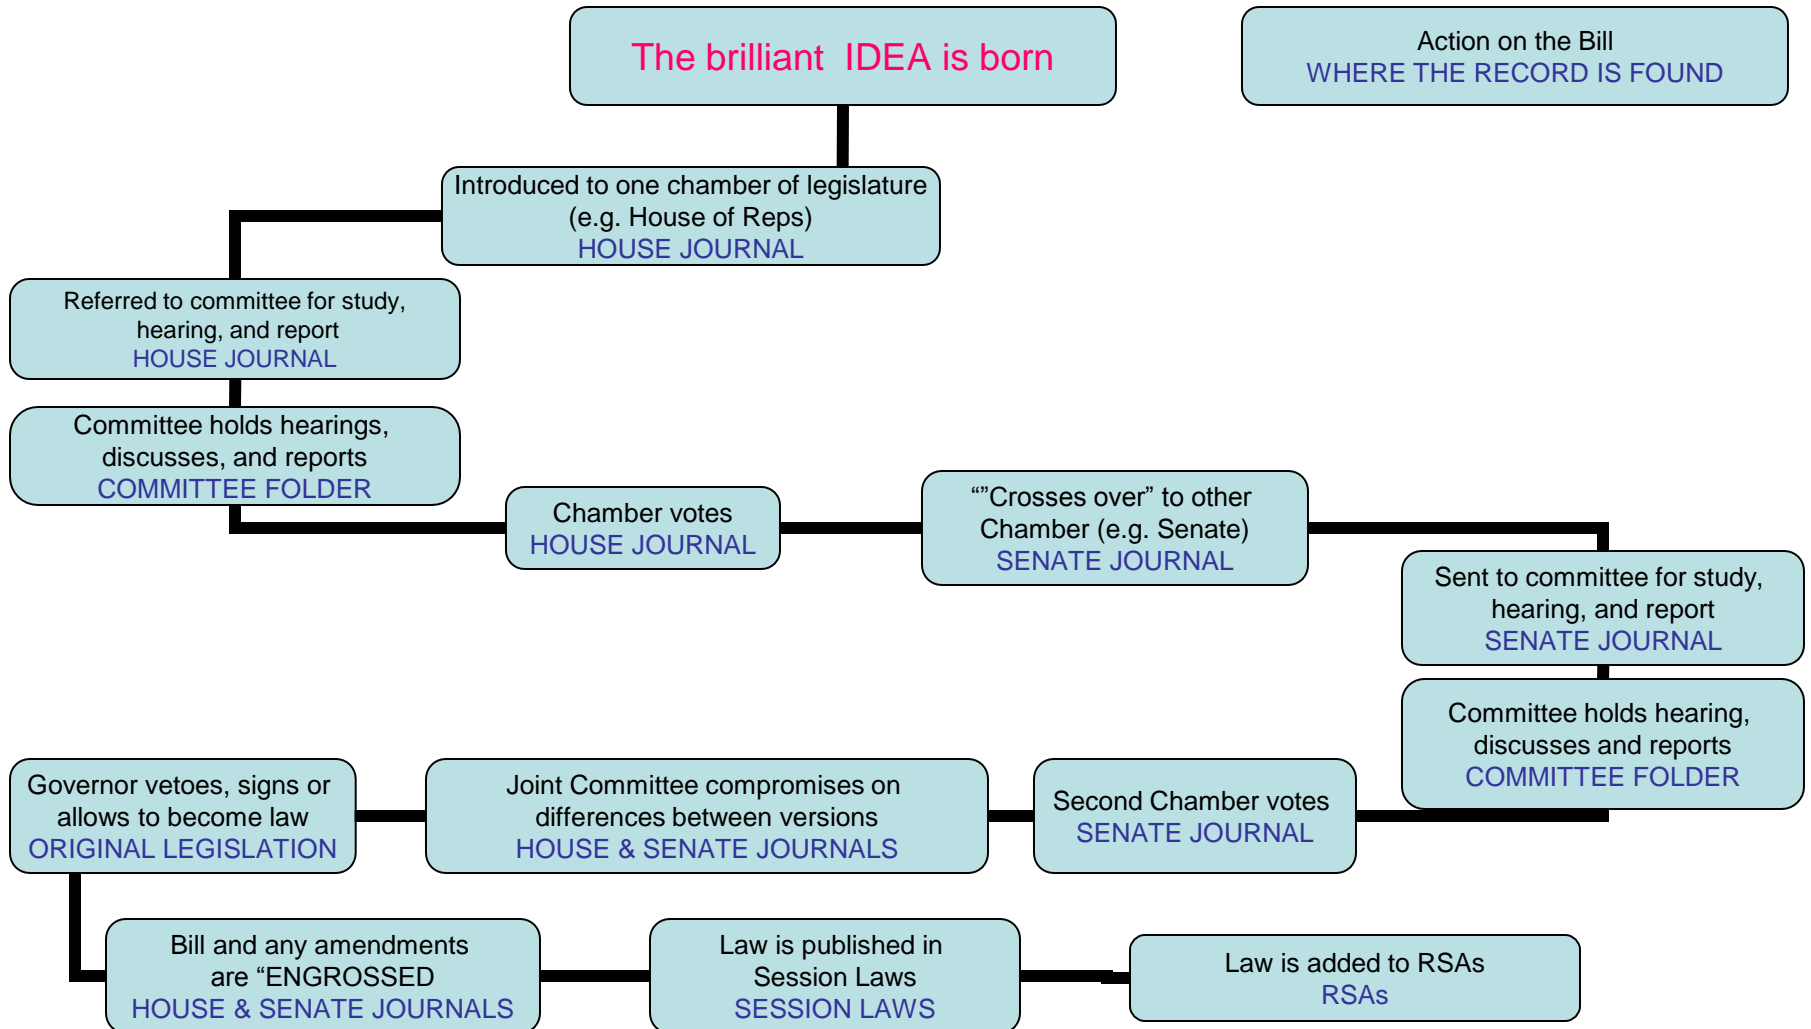 The brilliant IDEA is born
Action on the Bill
WHERE THE RECORD IS FOUND
Introduced to one chamber of legislature
(e.g. House of Reps)
HOUSE JOURNAL
Referred to committee for study,
hearing, and report
HOUSE JOURNAL
Committee holds hearings,
discusses, and reports
COMMITTEE FOLDER
Chamber votes
HOUSE JOURNAL
“”Crosses over” to other
Chamber (e.g. Senate)
SENATE JOURNAL
Sent to committee for study,
hearing, and report
SENATE JOURNAL
Committee holds hearing,
discusses and reports
COMMITTEE FOLDER
Second Chamber votes
SENATE JOURNAL
Joint Committee compromises on
differences between versions
HOUSE & SENATE JOURNALS
Governor vetoes, signs or
allows to become law
ORIGINAL LEGISLATION
Bill and any amendments
are “ENGROSSED
HOUSE & SENATE JOURNALS
Law is published in
Session Laws
SESSION LAWS
Law is added to RSAs
RSAs